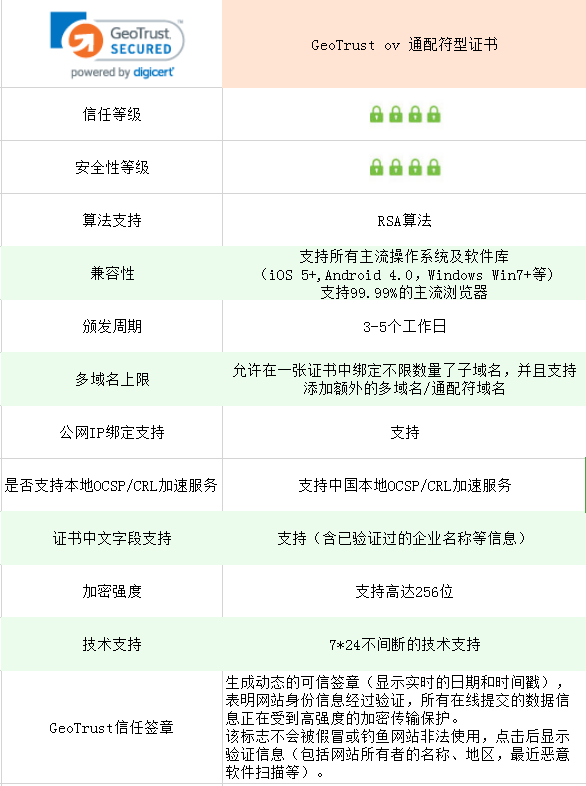 GeoTrust
SECURED
powered by digicert
GeoTrust ov 通配符型证书
信任等级
安全性等级
算法支持
RSA算法
兼容性
支持所有主流操作系统及软件库
（iOS 5+,Android 4.0，Windows Win7+等）
支持99.99%的主流浏览器
颁发周期
3-5个工作日
多域名上限
允许在一张证书中绑定不限数量了子域名，并且支持
添加额外的多域名/通配符域名
公网IP绑定支持
支持
是否支持本地OCSP/CRL加速服务
支持中国本地OCSP/CRL加速服务
证书中文字段支持
支持（含已验证过的企业名称等信息）
加密强度
支持高达256位
技术支持
7*24不间断的技术支持
GeoTrust信任签章
生成动态的可信签章（显示实时的日期和时间戳），
表明网站身份信息经过验证，所有在线提交的数据信
息正在受到高强度的加密传输保护。
该标志不会被假冒或钓鱼网站非法使用，点击后显示
验证信息（包括网站所有者的名称、地区，最近恶意
软件扫描等）。